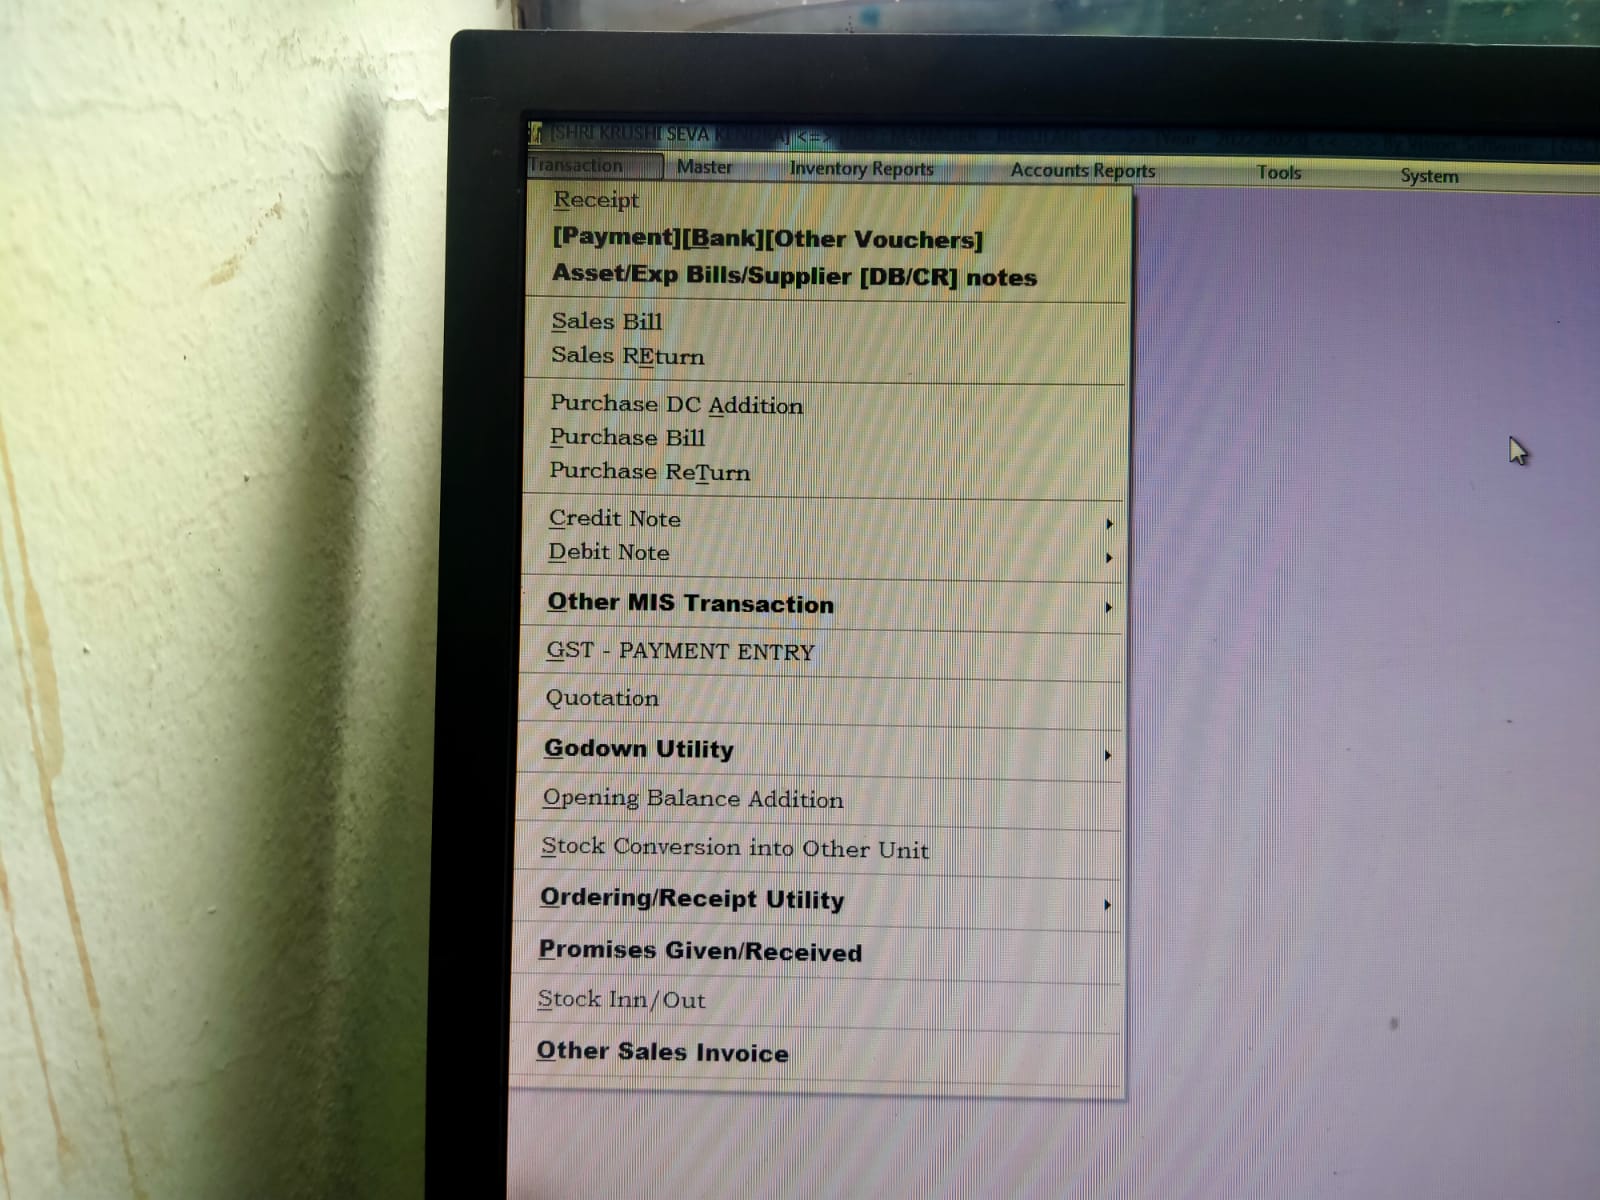 [SHRI KRUSHI SEVA KENDRA] <=>
Transaction Master Inventory Reports Accounts Reports Tools System
Receipt
[Payment][Bank][Other Vouchers]
Asset/Exp Bills/Supplier [DB/CR] notes
Sales Bill
Sales REturn
Purchase DC Addition
Purchase Bill
Purchase ReTurn
Credit Note
Debit Note
Other MIS Transaction
GST - PAYMENT ENTRY
Quotation
Godown Utility
Opening Balance Addition
Stock Conversion into Other Unit
Ordering/Receipt Utility
Promises Given/Received
Stock Inn/Out
Other Sales Invoice